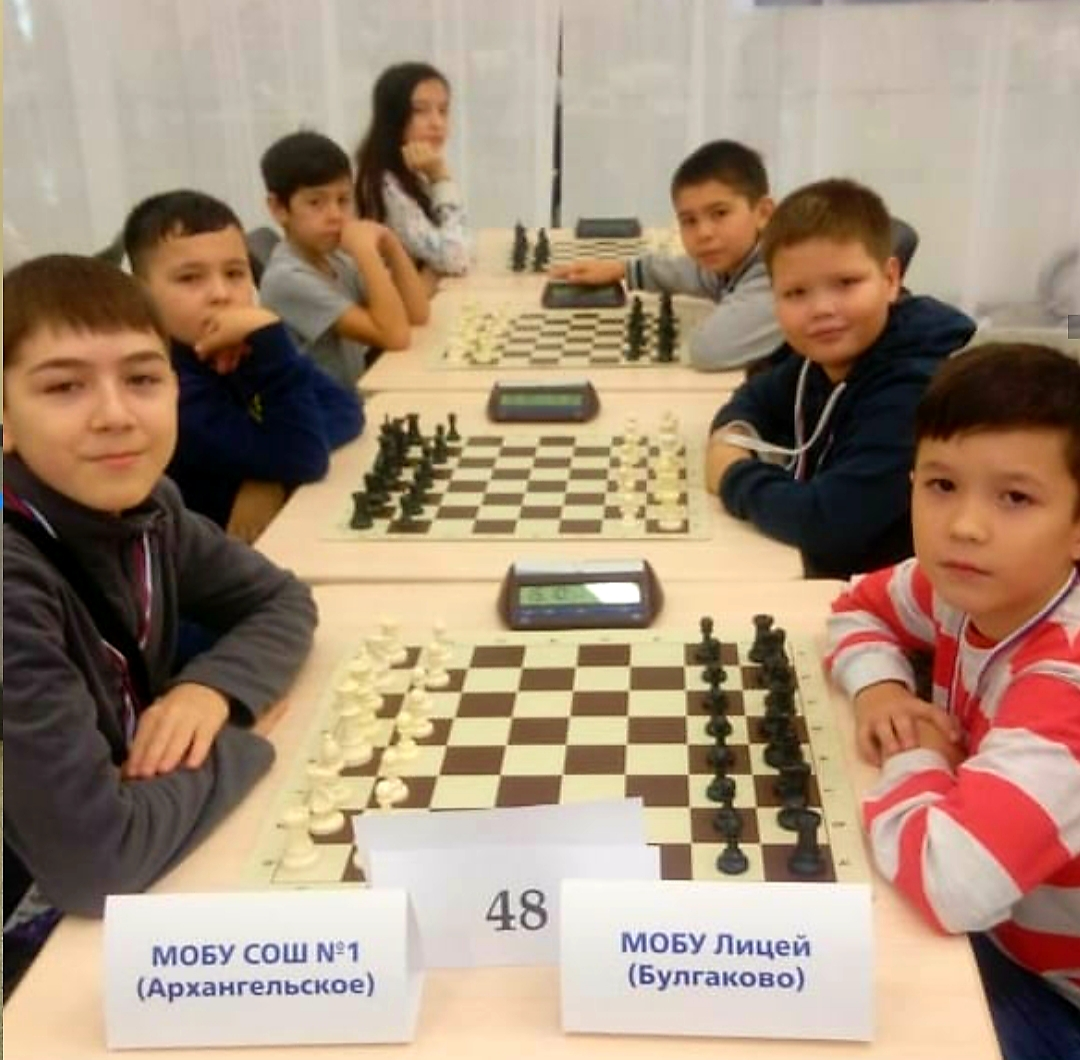 48
МОБУ СОШ №1
(Архангельское)
МОБУ Лицей
(Булгаково)